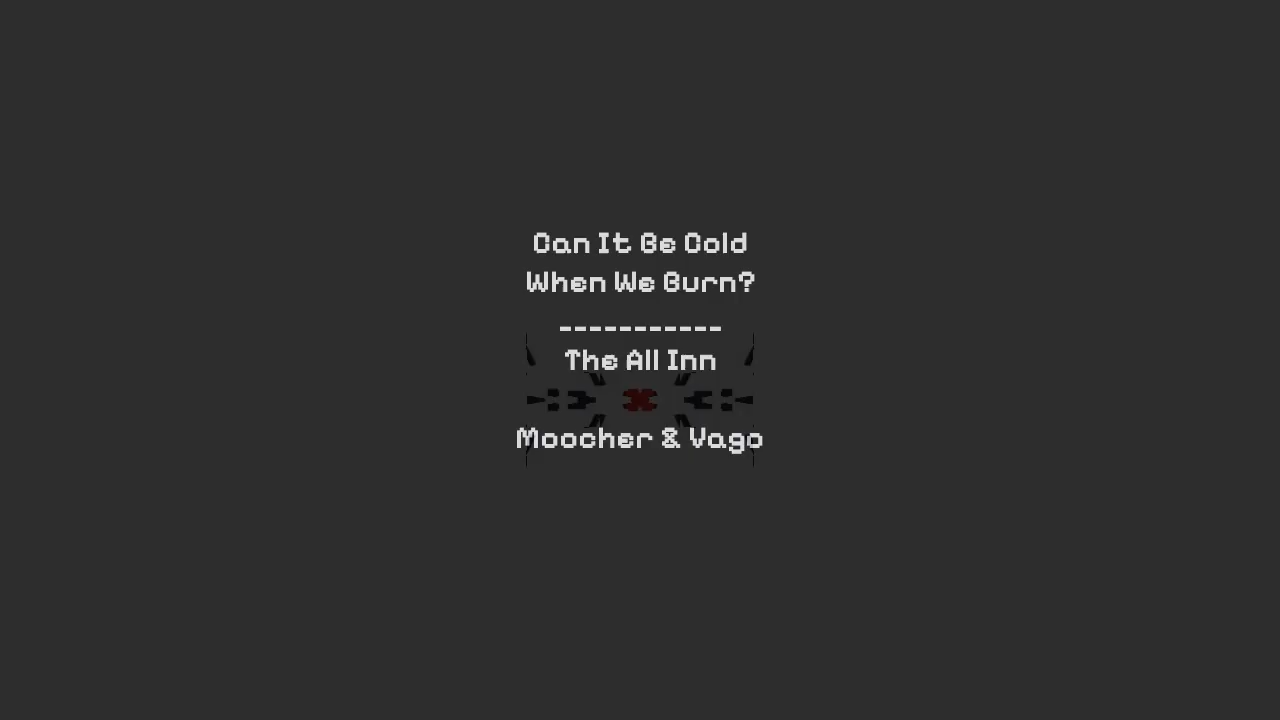 Can It Be Cold
When We Burn?
-----------
The All Inn
Moocher & Vago